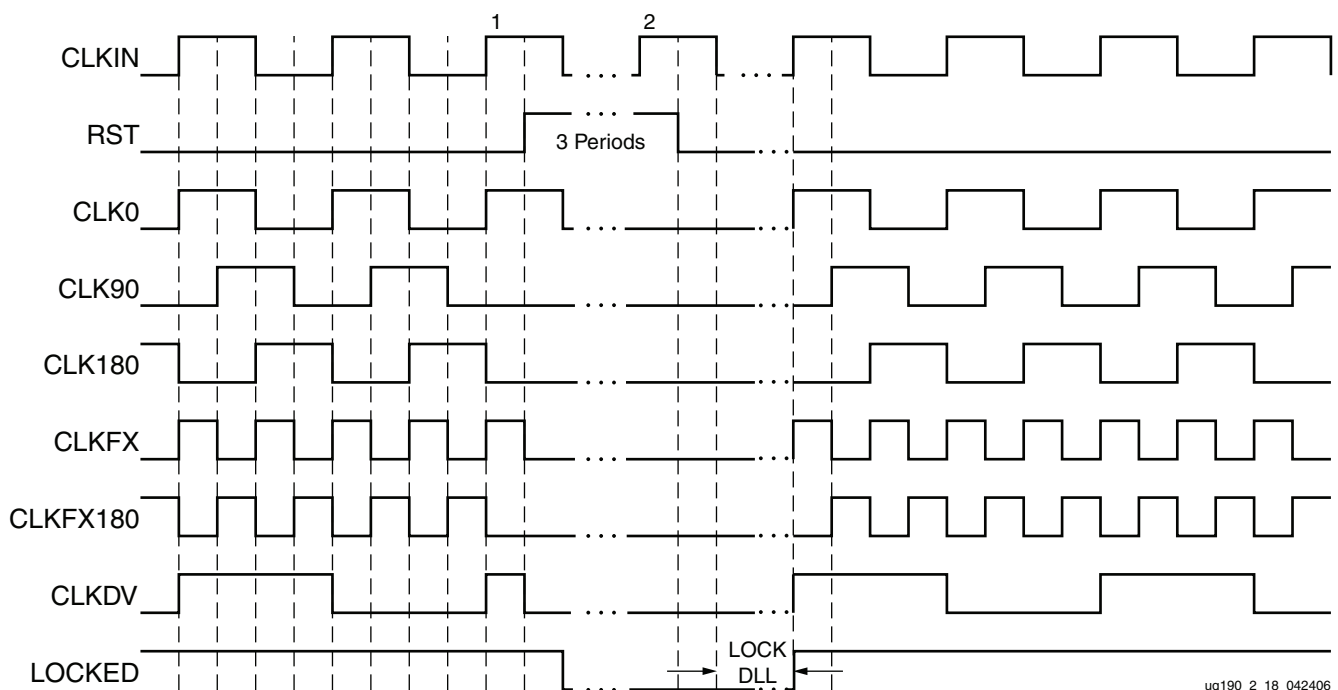 1 2
CLKIN
RST
3 Periods
CLK0
CLK90
CLK180
CLKFX
CLKFX180
CLKDV
LOCKED
LOCK
DLL
ug190_2_18_042406